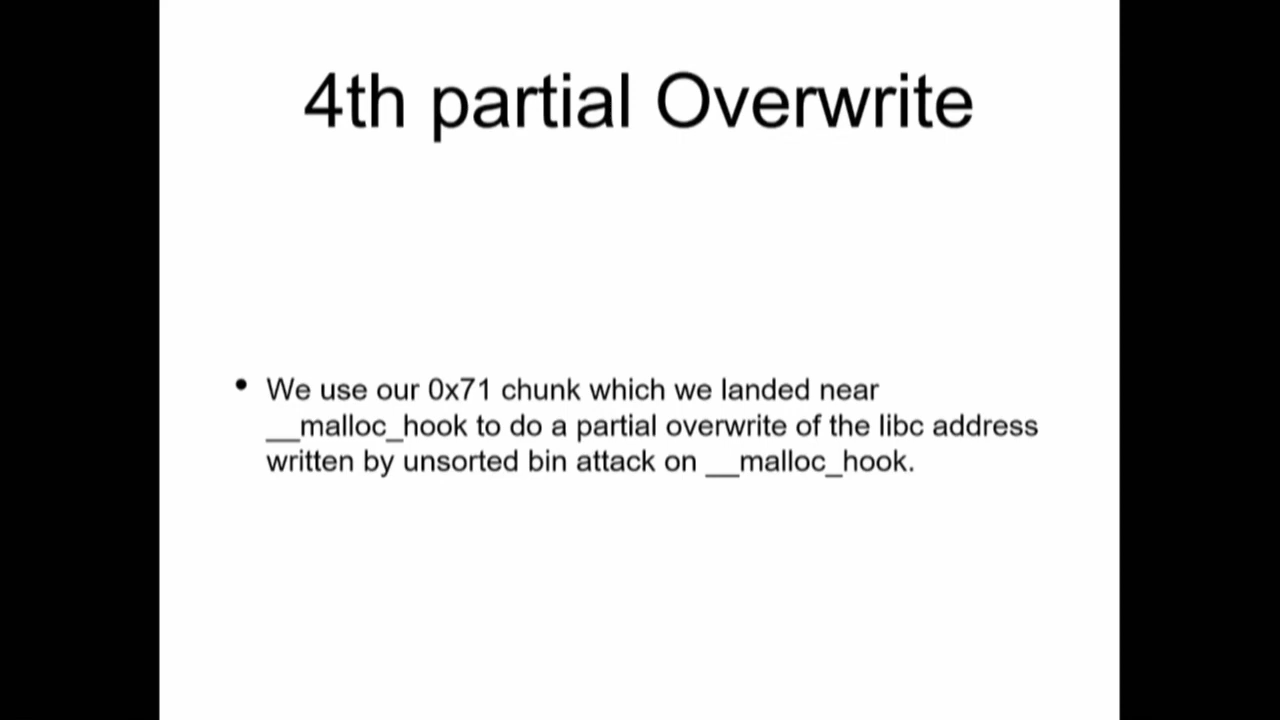 4th partial Overwrite
• We use our 0x71 chunk which we landed near
__malloc_hook to do a partial overwrite of the libc address
written by unsorted bin attack on __malloc_hook.